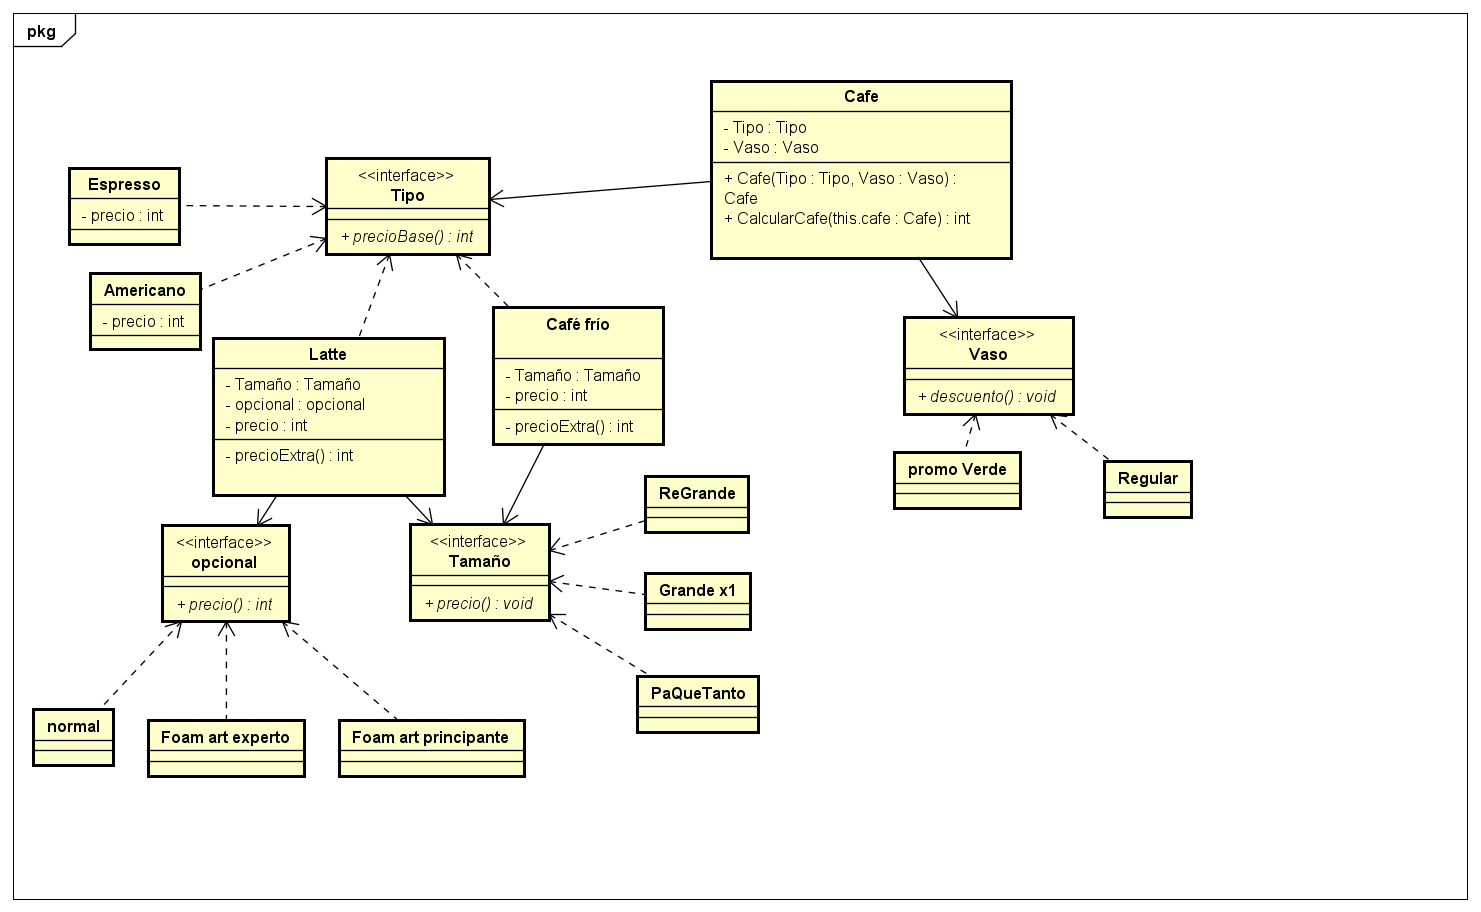 pkg
Cafe
- Tipo : Tipo
- Vaso : Vaso
+ Cafe(Tipo : Tipo, Vaso : Vaso) :
Cafe
+ CalcularCafe(this.cafe : Cafe) : int
<<interface>>
Tipo
+ precioBase() : int
Espresso
- precio : int
Americano
- precio : int
Latte
- Tamaño : Tamaño
- opcional : opcional
- precio : int
- precioExtra() : int
Café frío
- Tamaño : Tamaño
- precio : int
- precioExtra() : int
<<interface>>
Vaso
+ descuento() : void
promo Verde
Regular
<<interface>>
opcional
+ precio() : int
<<interface>>
Tamaño
+ precio() : void
ReGrande
Grande x1
PaQueTanto
normal
Foam art experto
Foam art principante